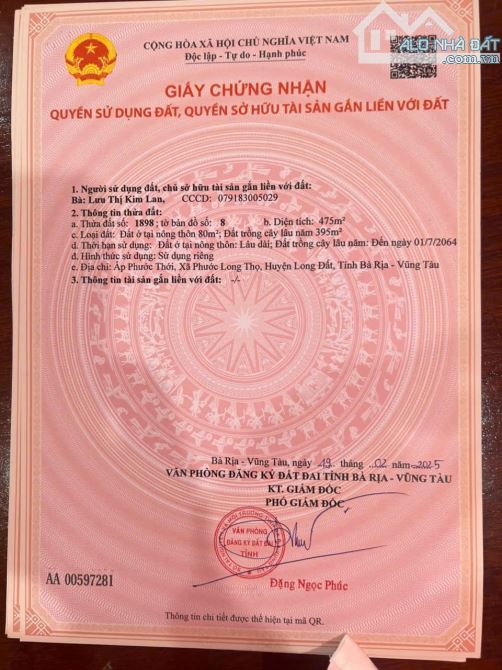 ALO NHÀ ĐẤT
.com.vn
CỘNG HÒA XÃ HỘI CHỦ NGHĨA VIỆT NAM
Độc lập - Tự do - Hạnh phúc
GIẤY CHỨNG NHẬN
QUYỀN SỬ DỤNG ĐẤT, QUYỀN SỞ HỮU TÀI SẢN GẮN LIỀN VỚI ĐẤT
1. Người sử dụng đất, chủ sở hữu tài sản gắn liền với đất:
Bà: Lưu Thị Kim Lan, CCCD: 079183005029
2. Thông tin thửa đất:
a. Thửa đất số: 1898; tờ bản đồ số: 8 b. Diện tích: 475m²
c. Loại đất: Đất ở tại nông thôn 80m²; Đất trồng cây lâu năm 395m²
d. Thời hạn sử dụng: Đất ở tại nông thôn: Lâu dài; Đất trồng cây lâu năm: Đến ngày 01/7/2064
đ. Hình thức sử dụng: Sử dụng riêng
e. Địa chỉ: Ấp Phước Thới, Xã Phước Long Thọ, Huyện Long Đất, Tỉnh Bà Rịa - Vũng Tàu
3. Thông tin tài sản gắn liền với đất: -/-
Bà Rịa - Vũng Tàu, ngày 19 tháng 02 năm 2025
VĂN PHÒNG ĐĂNG KÝ ĐẤT ĐAI TỈNH BÀ RỊA - VŨNG TÀU
KT. GIÁM ĐỐC
PHÓ GIÁM ĐỐC
VĂN PHÒNG
ĐĂNG KÝ ĐẤT ĐAI
TỈNH
AA 00597281
Đặng Ngọc Phúc
Thông tin chi tiết được thể hiện tại mã QR.